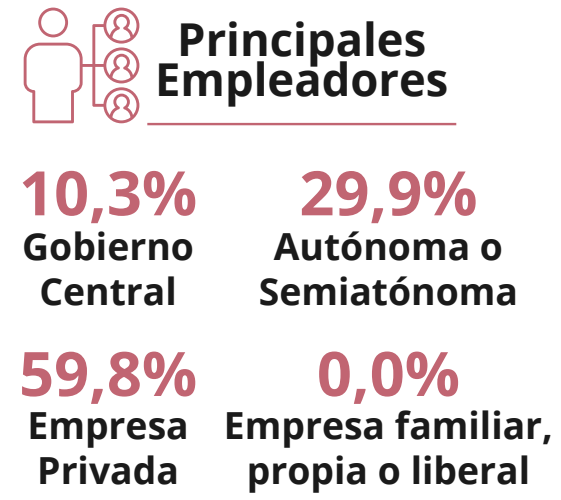 Principales
Empleadores
10,3%
Gobierno
Central
29,9%
Autónoma o
Semiatónoma
59,8%
Empresa
Privada
0,0%
Empresa familiar,
propia o liberal